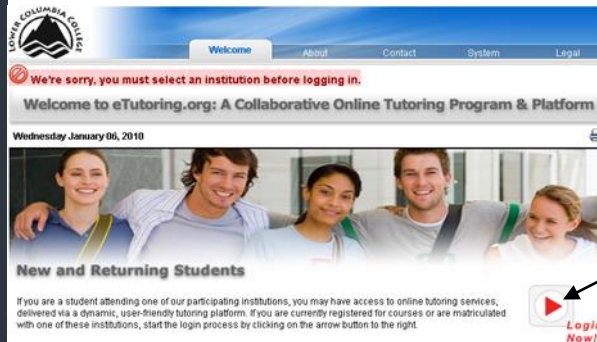 LOWER COLUMBIA COLLEGE
Welcome About Contact System Legal
We're sorry, you must select an institution before logging in.
Welcome to eTutoring.org: A Collaborative Online Tutoring Program & Platform
Wednesday January 06, 2010
New and Returning Students
If you are a student attending one of our participating institutions, you may have access to online tutoring services,
delivered via a dynamic, user-friendly tutoring platform. If you are currently registered for courses or are matriculated
with one of these institutions, start the login process by clicking on the arrow button to the right.
Login
Now!